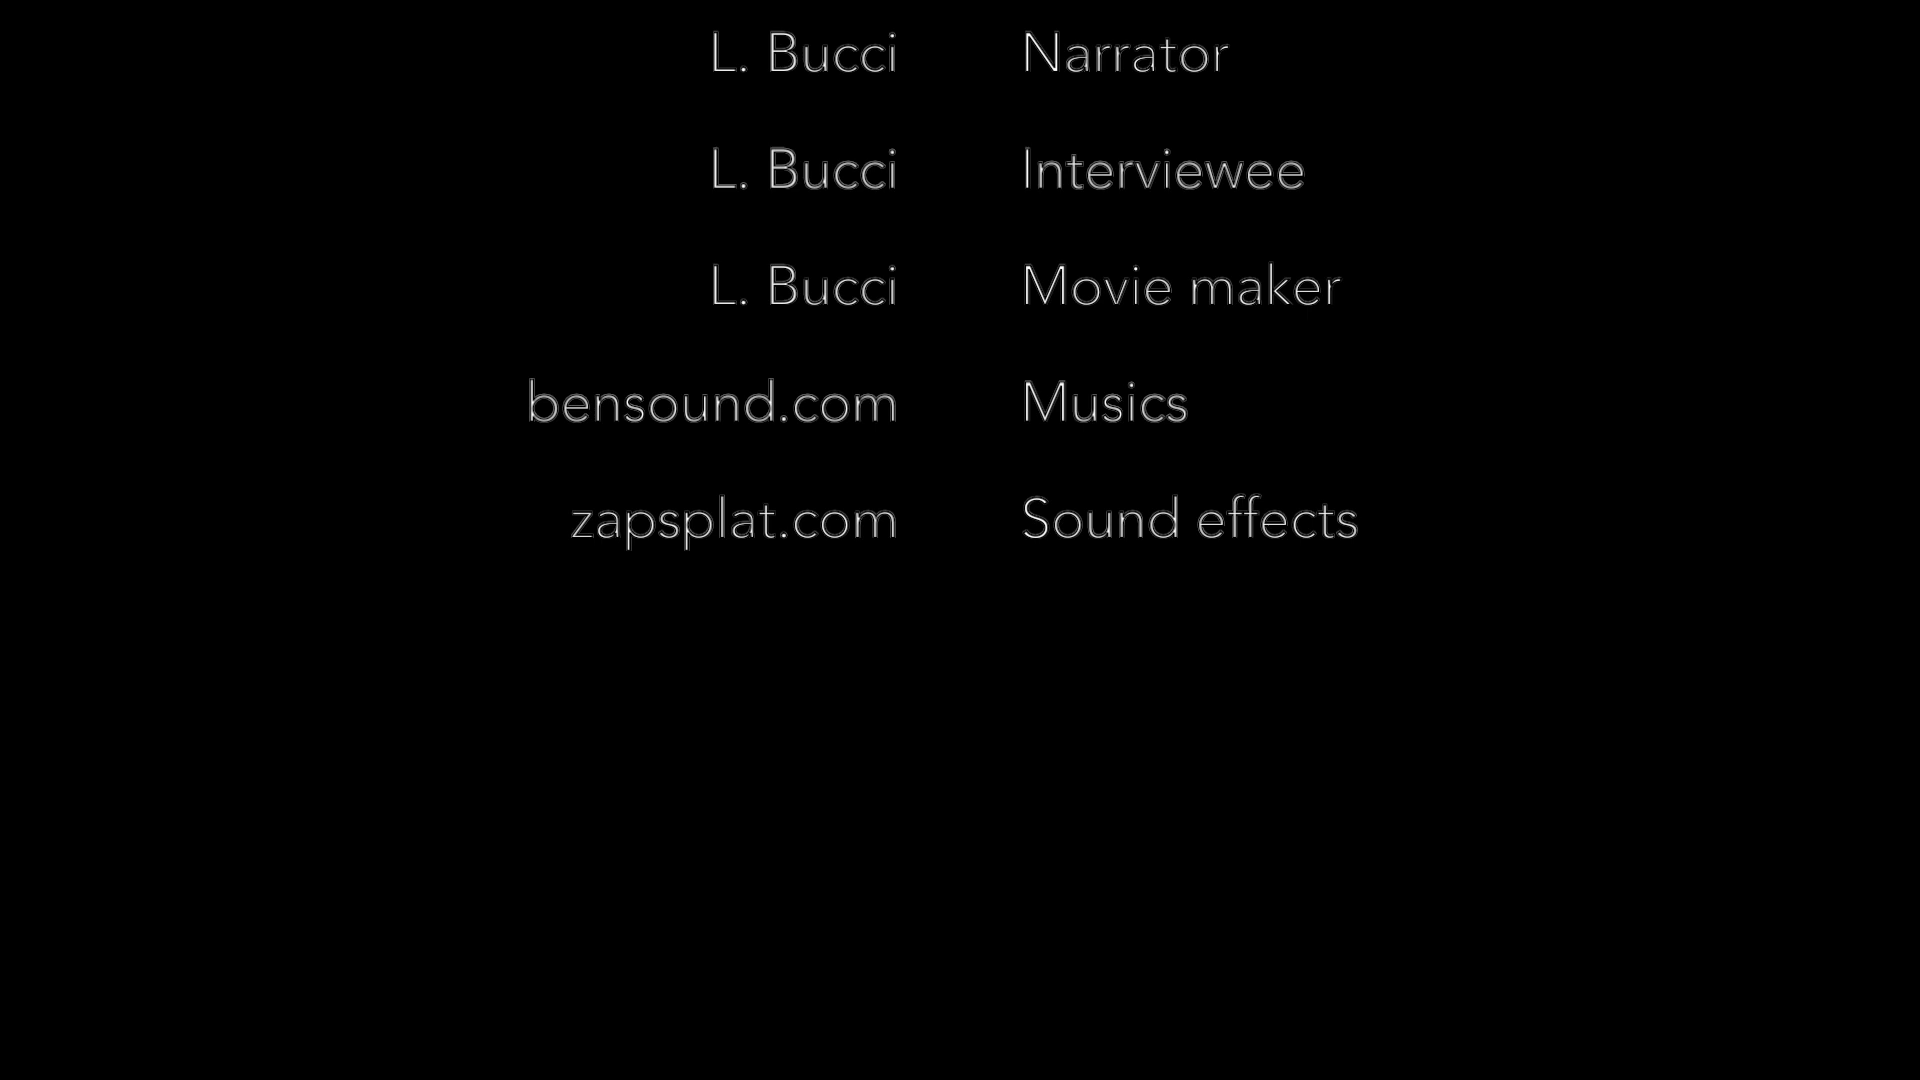 L. Bucci Narrator
L. Bucci Interviewee
L. Bucci Movie maker
bensound.com Musics
zapsplat.com Sound effects